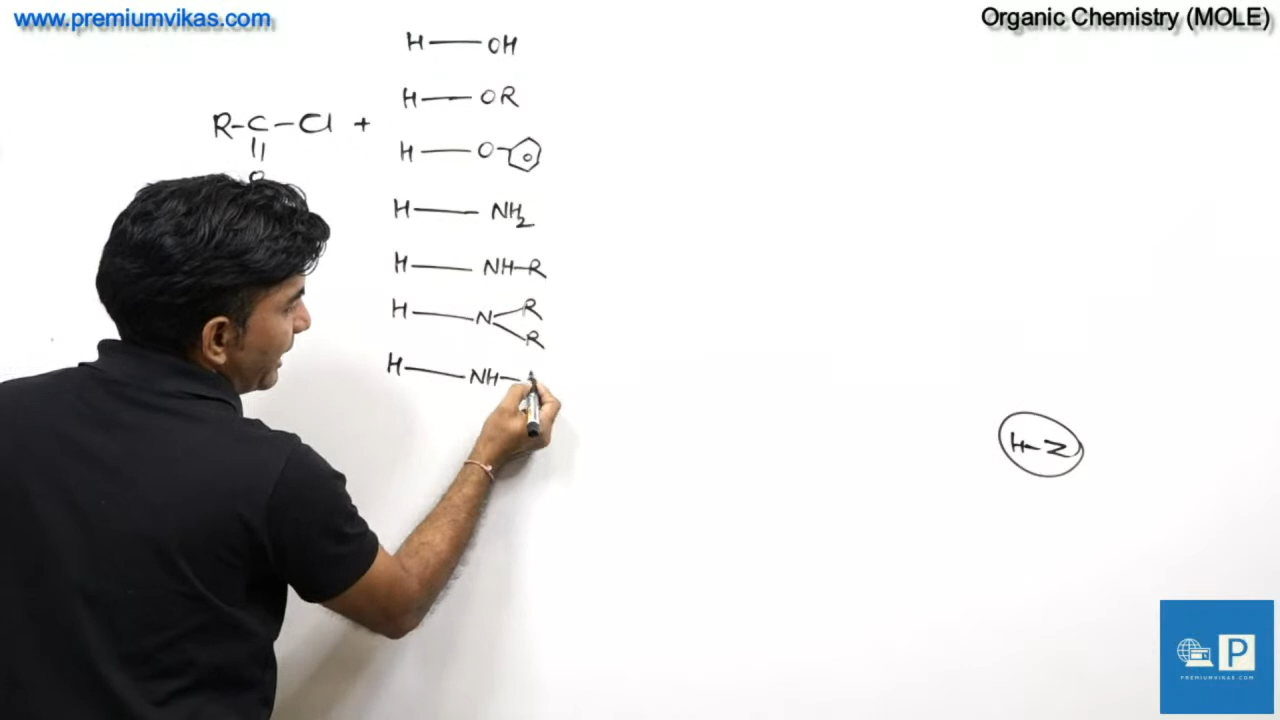 www.premiumvikas.com
Organic Chemistry (MOLE)
H—OH
H—OR
R-C-Cl +
||
O
H—O-
H—NH2
H—NH-R
H—N
R
R
H—NH-
H-Z
P
PREMIUMVIKAS.COM